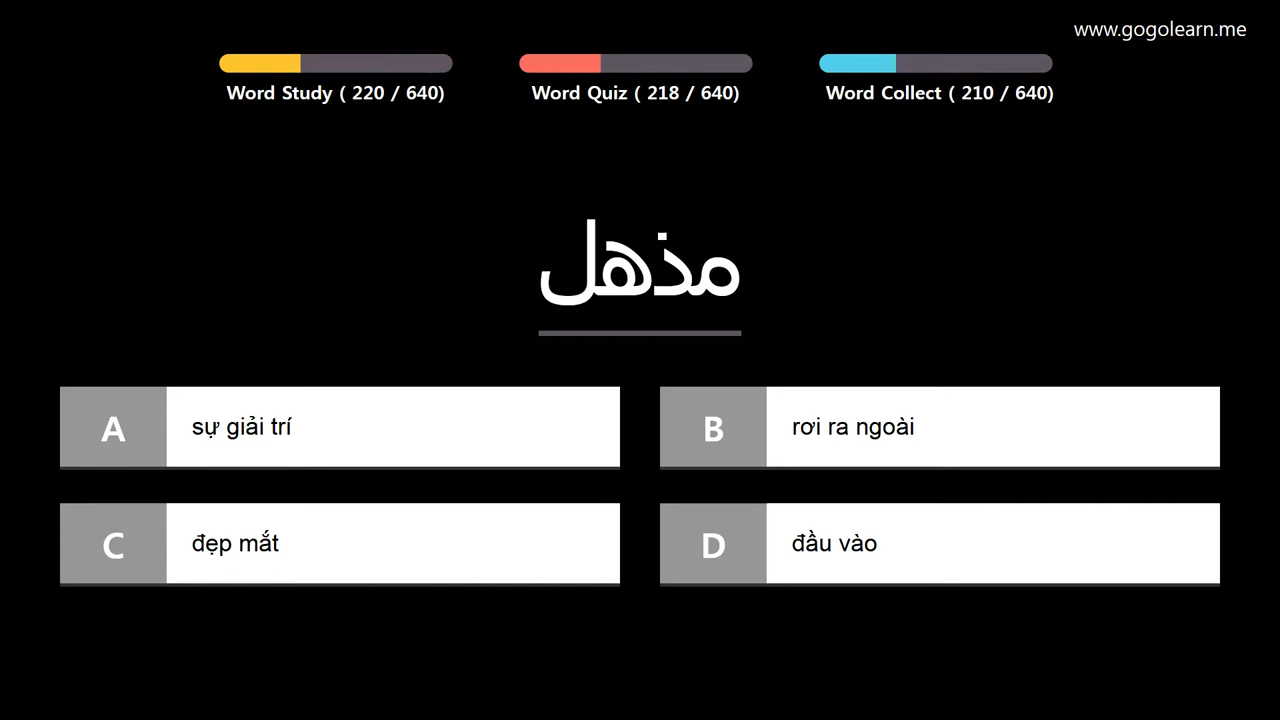 www.gogolearn.me
Word Study ( 220 / 640)
Word Quiz ( 218 / 640)
Word Collect ( 210 / 640)
مذهل
A
sự giải trí
B
rơi ra ngoài
C
đẹp mắt
D
đầu vào